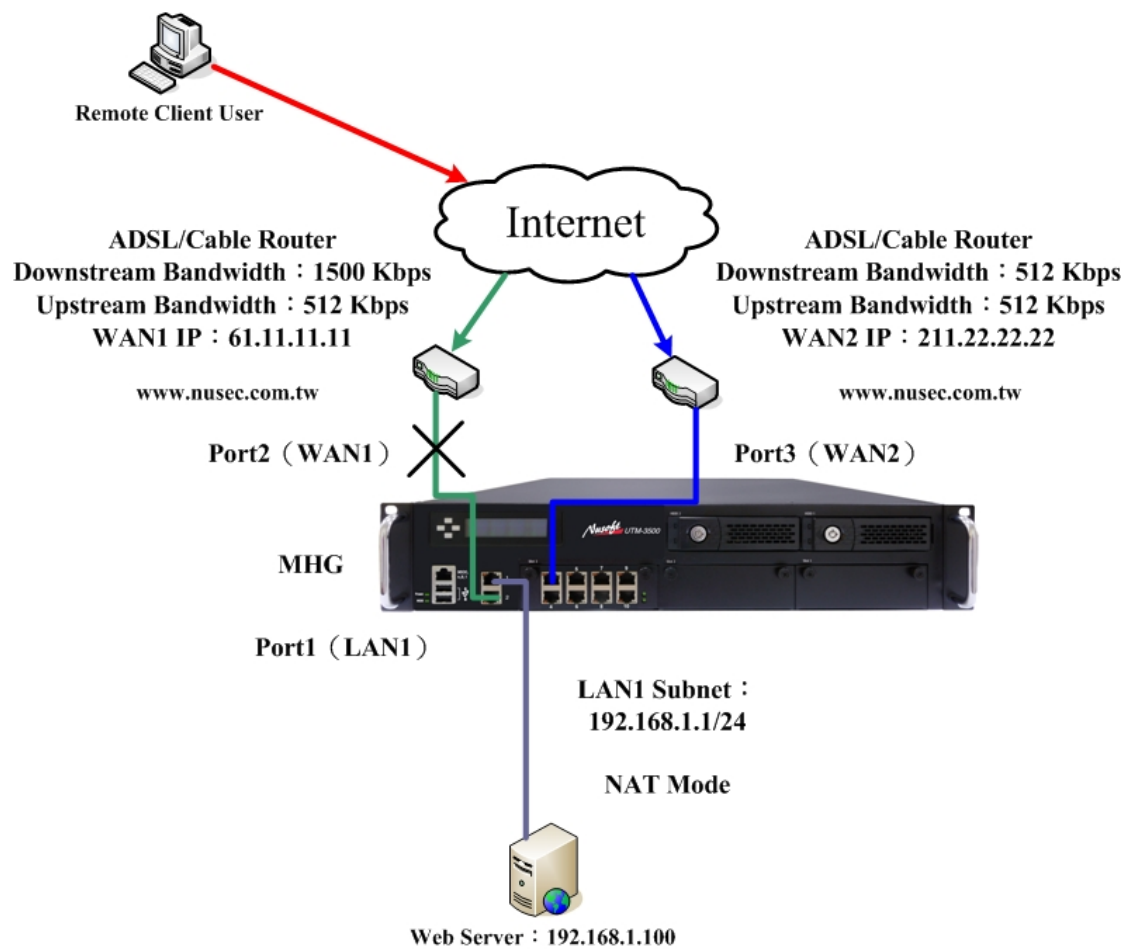 Remote Client User
Internet
ADSL/Cable Router
Downstream Bandwidth：1500 Kbps
Upstream Bandwidth：512 Kbps
WAN1 IP：61.11.11.11
www.nusec.com.tw
ADSL/Cable Router
Downstream Bandwidth：512 Kbps
Upstream Bandwidth：512 Kbps
WAN2 IP：211.22.22.22
www.nusec.com.tw
Port2（WAN1）
Port3（WAN2）
Nusoft UTM-3500
MHG
Port1（LAN1）
LAN1 Subnet：
192.168.1.1/24
NAT Mode
Web Server：192.168.1.100